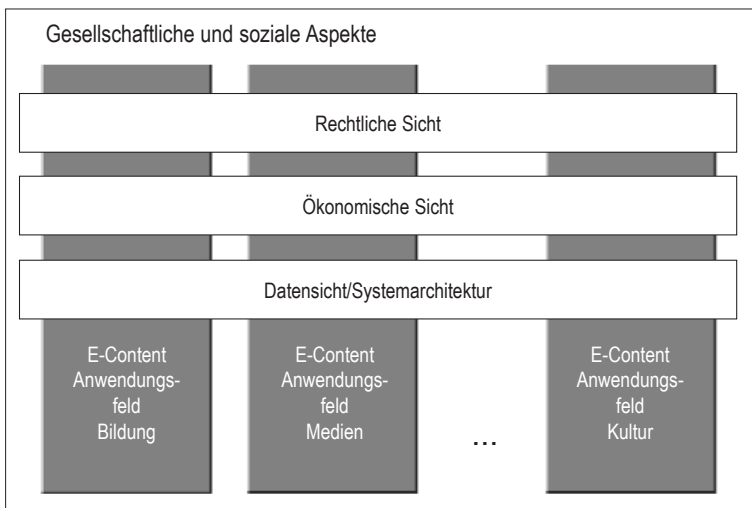 Gesellschaftliche und soziale Aspekte
Rechtliche Sicht
Ökonomische Sicht
Datensicht/Systemarchitektur
E-Content
Anwendungs-
feld
Bildung
E-Content
Anwendungs-
feld
Medien
...
E-Content
Anwendungs-
feld
Kultur